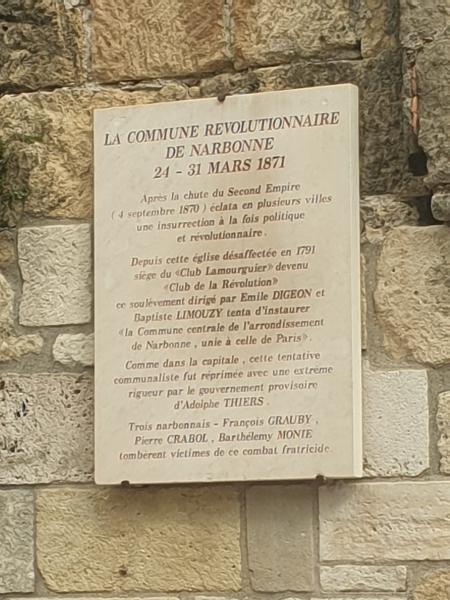 LA COMMUNE REVOLUTIONNAIRE
DE NARBONNE
24 - 31 MARS 1871
Après la chute du Second Empire
( 4 septembre 1870 ) éclata en plusieurs villes
une insurrection à la fois politique
et révolutionnaire.
Depuis cette église désaffectée en 1791
siège du «Club Lamourguier» devenu
«Club de la Révolution»
ce soulèvement dirigé par Emile DIGEON et
Baptiste LIMOUZY tenta d'instaurer
«la Commune centrale de l'arrondissement
de Narbonne , unie à celle de Paris».
Comme dans la capitale , cette tentative
communaliste fut réprimée avec une extrême
rigueur par le gouvernement provisoire
d'Adolphe THIERS .
Trois narbonnais - François GRAUBY ,
Pierre CRABOL , Barthélemy MONIE
tombèrent victimes de ce combat fratricide.